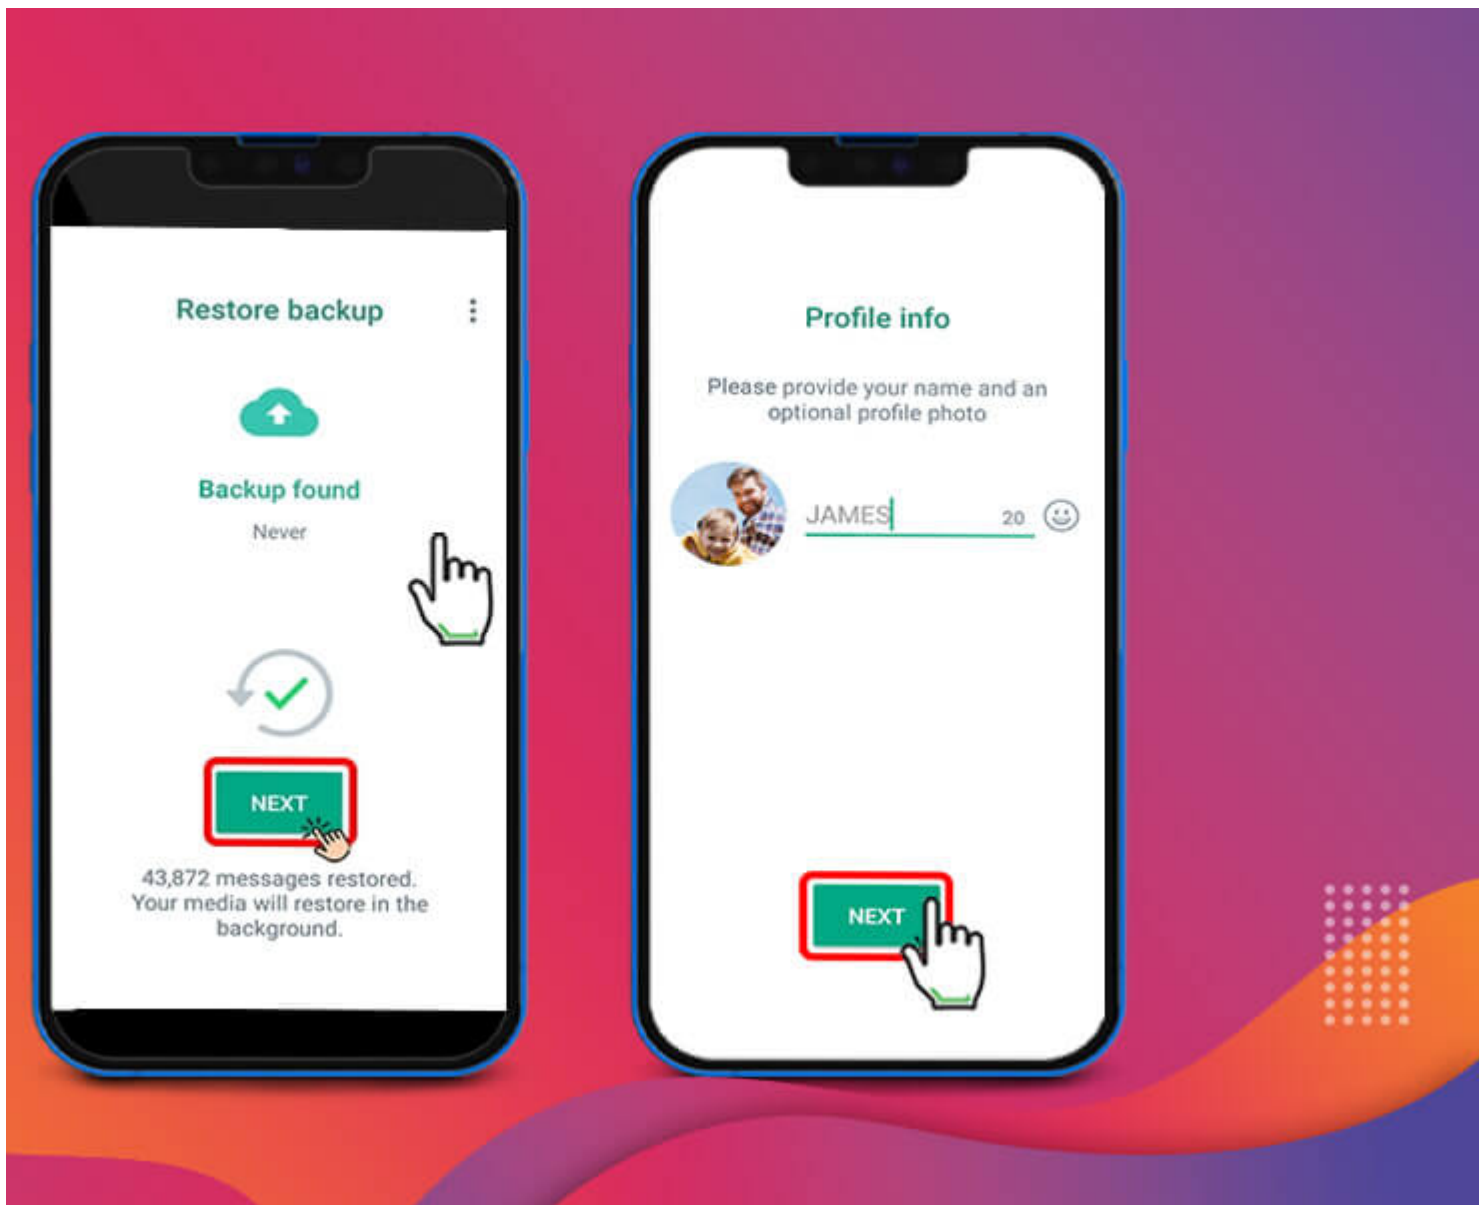 Restore backup
Backup found
Never
NEXT
43,872 messages restored.
Your media will restore in the
background.
Profile info
Please provide your name and an
optional profile photo
JAMES 20
NEXT